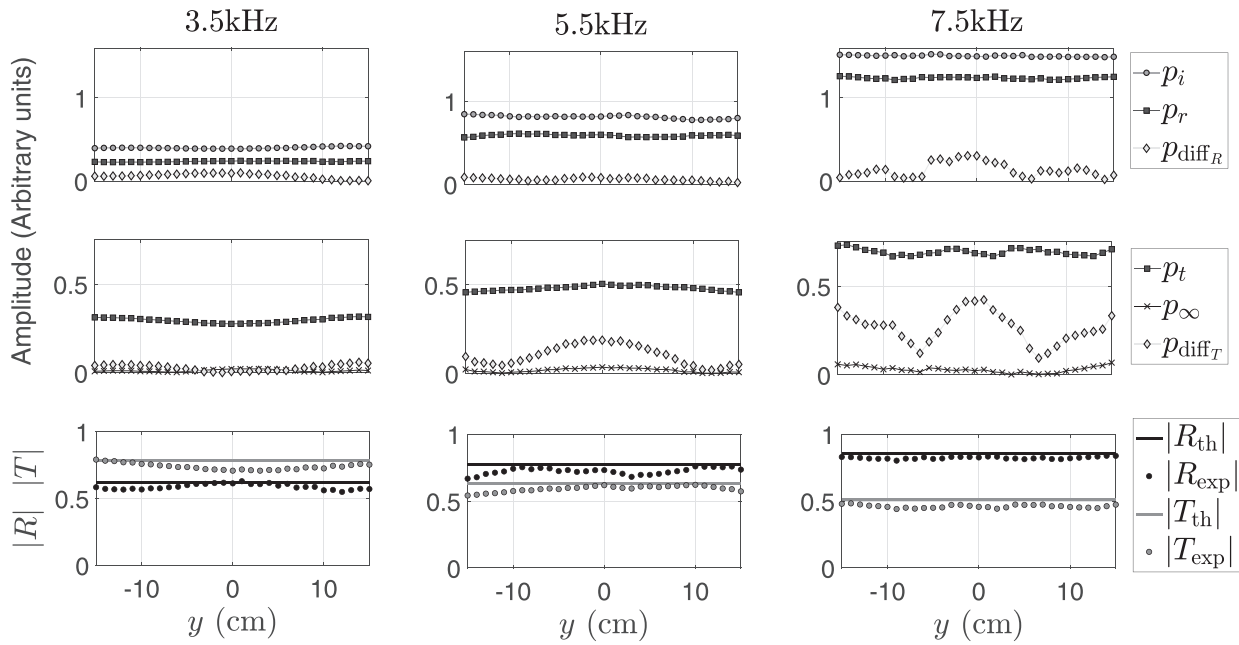 3.5kHz 5.5kHz 7.5kHz
Amplitude (Arbitrary units)
1
0
1
0
1
0
p_i
p_r
p_diff_R
0.5
0
0.5
0
0.5
0
p_t
p_∞
p_diff_T
|R| |T|
1
0.5
0
1
0.5
0
1
0.5
0
|R_th|
|R_exp|
|T_th|
|T_exp|
-10 0 10
-10 0 10
-10 0 10
y (cm) y (cm) y (cm)